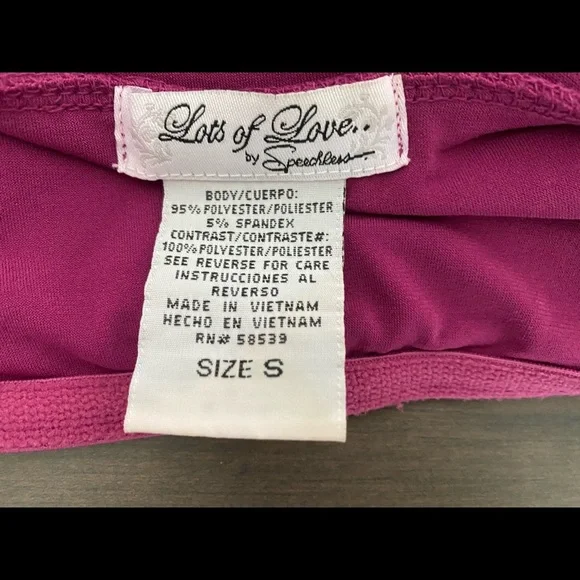 Lots of Love..
by Speechless
BODY/CUERPO:
95% POLYESTER/POLIESTER
5% SPANDEX
CONTRAST/CONTRASTE#:
100% POLYESTER/POLIESTER
SEE REVERSE FOR CARE
INSTRUCCIONES AL
REVERSO
MADE IN VIETNAM
HECHO EN VIETNAM
RN# 58539
SIZE S